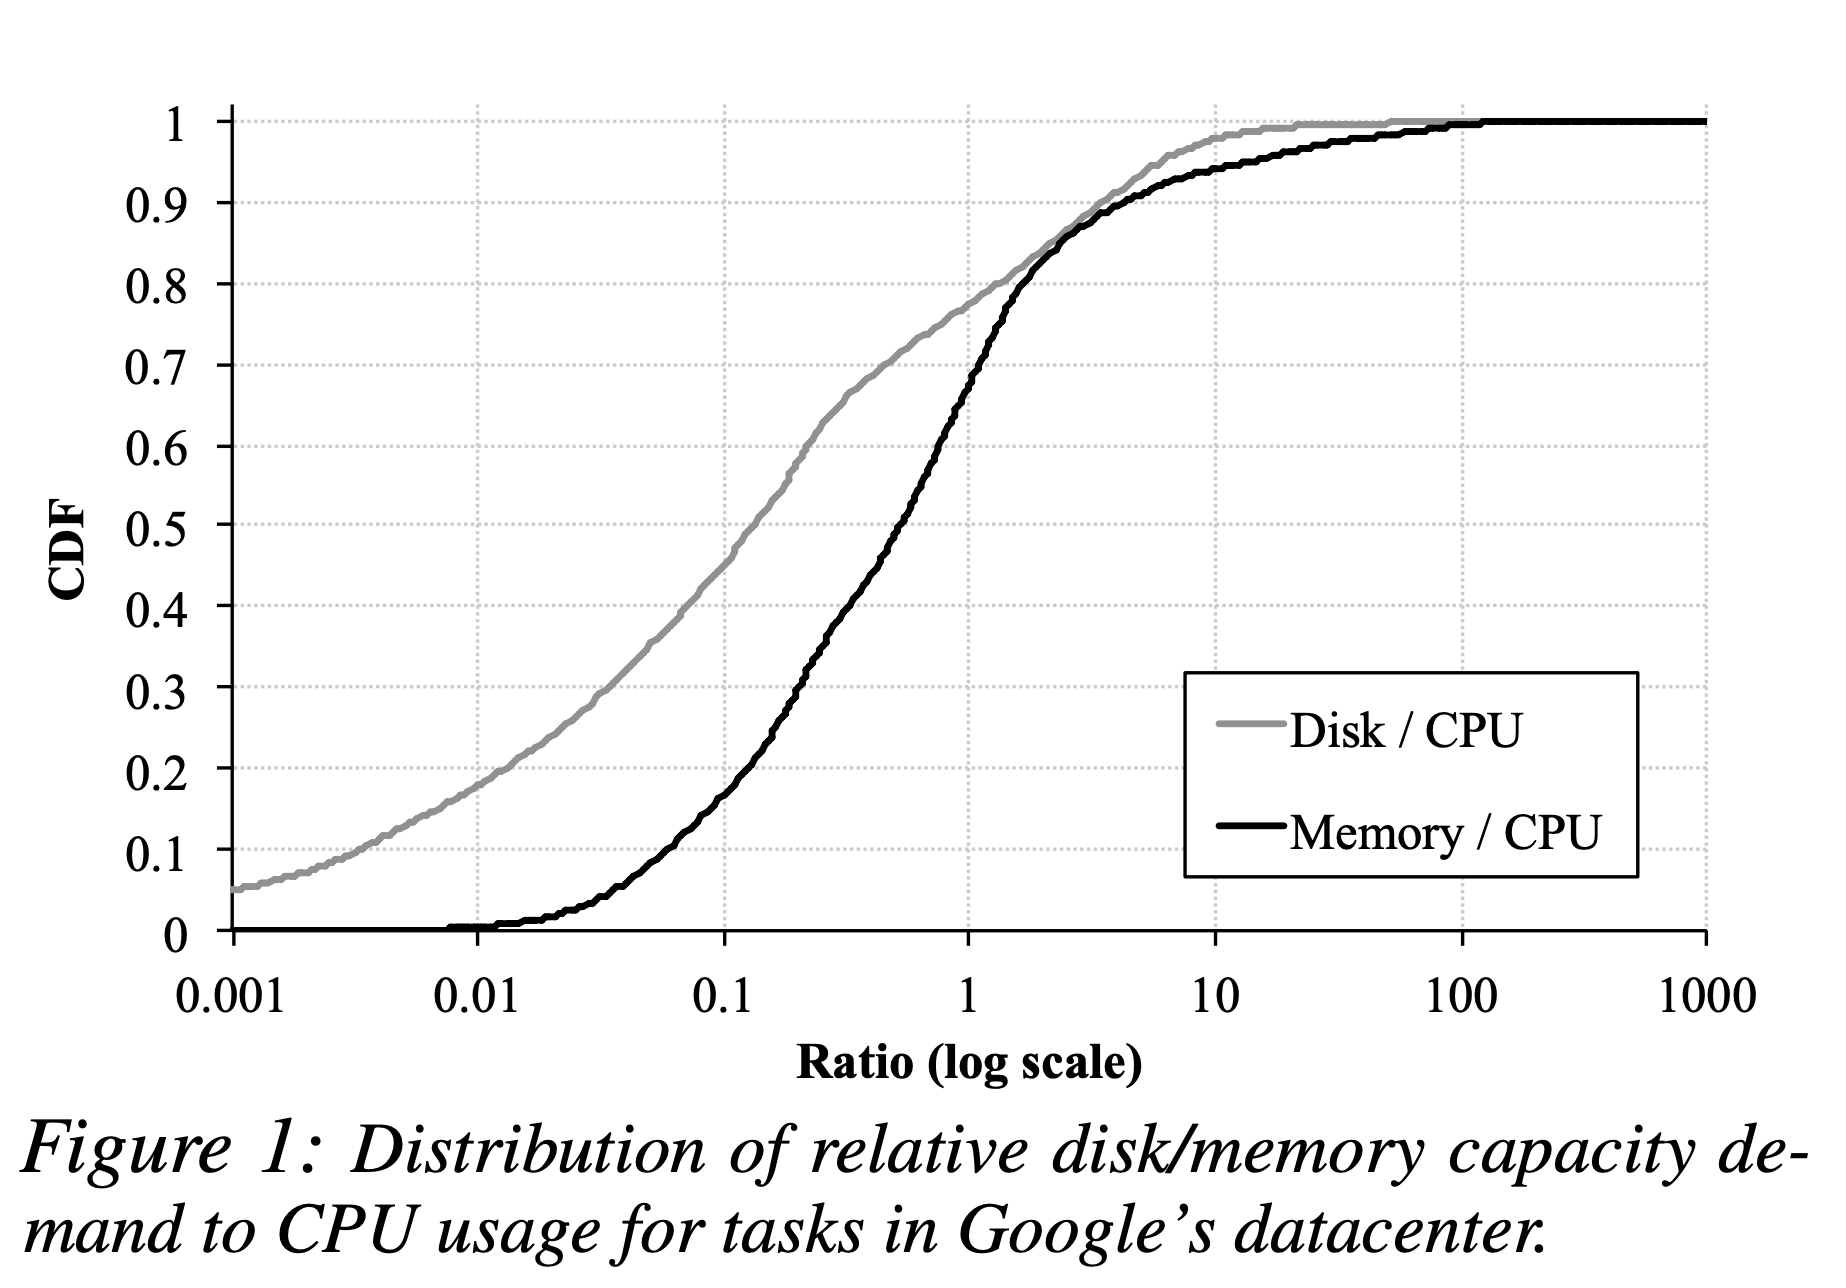 1
0.9
0.8
0.7
0.6
0.5
0.4
0.3
0.2
0.1
0
CDF
Disk / CPU
Memory / CPU
0.001 0.01 0.1 1 10 100 1000
Ratio (log scale)
Figure 1: Distribution of relative disk/memory capacity de-
mand to CPU usage for tasks in Google’s datacenter.